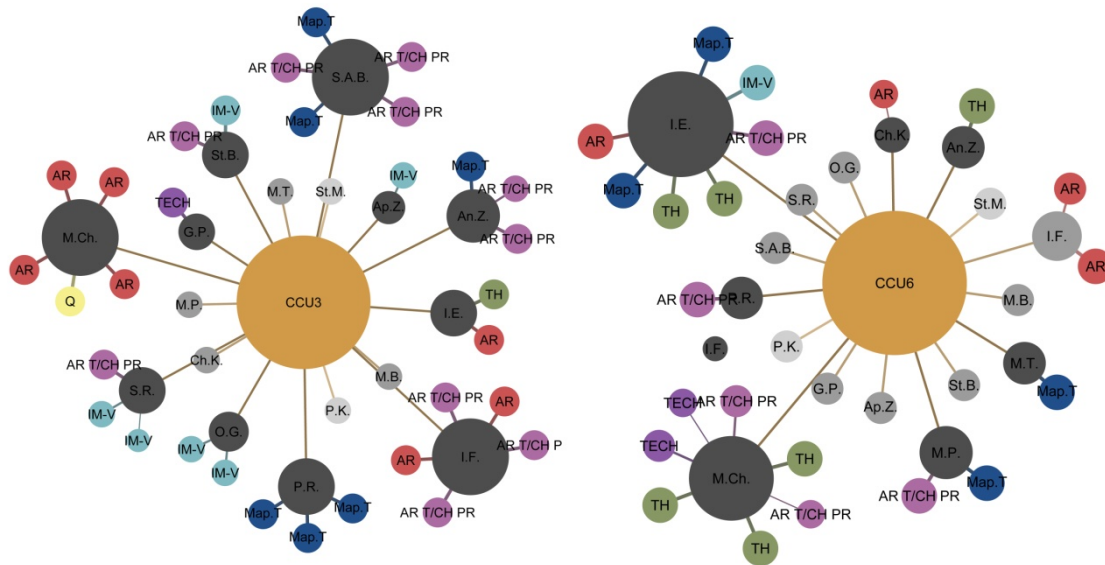 Map.T
AR T/CH PR
AR T/CH PR
S.A.B.
IM-V
Map.T
AR T/CH PR
AR T/CH PR
St.B.
Map.T
IM-V
AR
AR
TECH
M.T.
St.M.
AR T/CH PR
Ap.Z.
An.Z.
G.P.
M.Ch.
AR T/CH PR
AR
AR
Q
M.P.
CCU3
TH
I.E.
AR
Ch.K.
AR T/CH PR
S.R.
M.B.
IM-V
IM-V
P.K.
AR T/CH PR
AR
O.G.
IM-V
IM-V
AR T/CH P
AR
I.F.
P.R.
Map.T
Map.T
Map.T
AR T/CH PR
Map.T
IM-V
I.E.
AR
AR T/CH PR
Map.T
TH
TH
AR
TH
Ch.K
An.Z.
O.G.
S.R.
St.M.
AR
I.F.
AR
S.A.B.
CCU6
M.B.
AR T/CH PR
P.R.
I.F.
P.K.
M.T.
Map.T
G.P.
Ap.Z.
St.B.
TECH
AR T/CH PR
TECH
M.Ch.
TH
TH
TH
AR T/CH PR
M.P.
AR T/CH PR
Map.T